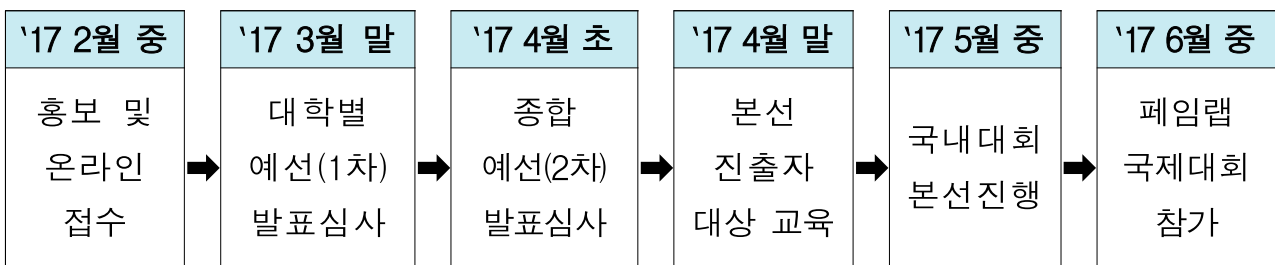 ‘17 2월 중
홍보 및
온라인
접수
‘17 3월 말
대학별
예선(1차)
발표심사
‘17 4월 초
종합
예선(2차)
발표심사
‘17 4월 말
본선
진출자
대상 교육
‘17 5월 중
국내대회
본선진행
‘17 6월 중
페임랩
국제대회
참가